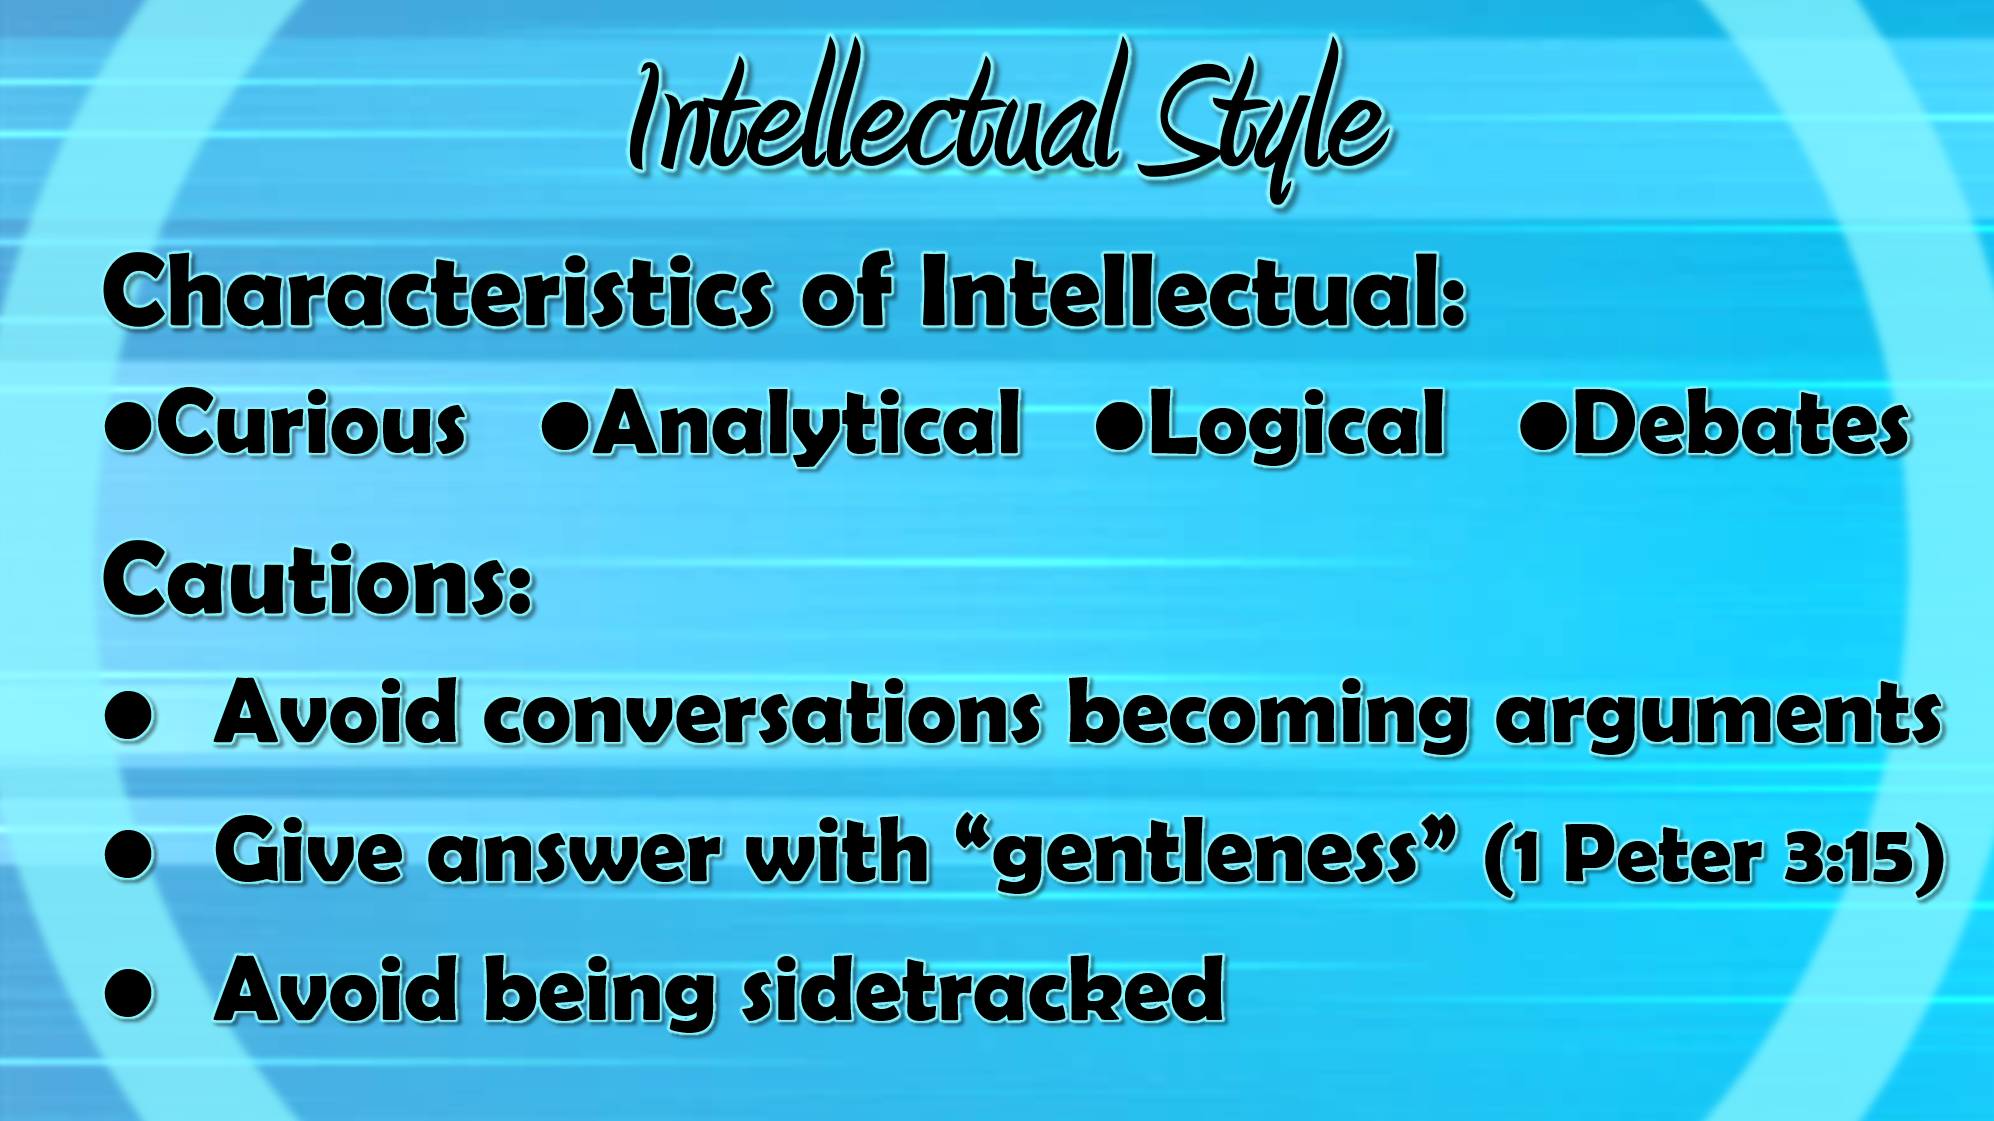 Intellectual Style
Characteristics of Intellectual:
●Curious ●Analytical ●Logical ●Debates
Cautions:
● Avoid conversations becoming arguments
● Give answer with “gentleness” (1 Peter 3:15)
● Avoid being sidetracked